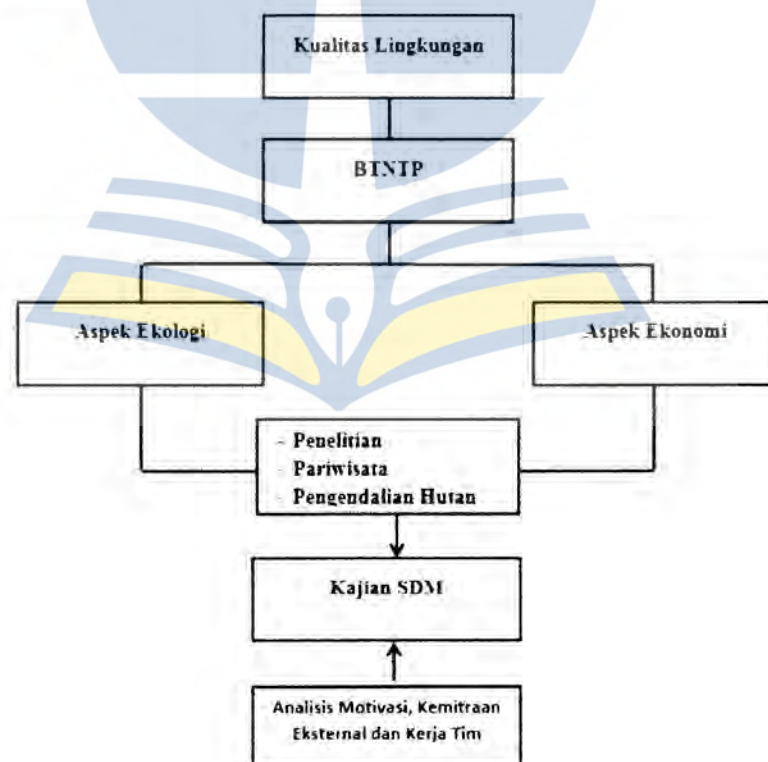 Kualitas Lingkungan
BTNTP
Aspek Ekologi
Aspek Ekonomi
- Penelitian
- Pariwisata
- Pengendalian Hutan
Kajian SDM
Analisis Motivasi, Kemitraan
Eksternal dan Kerja Tim